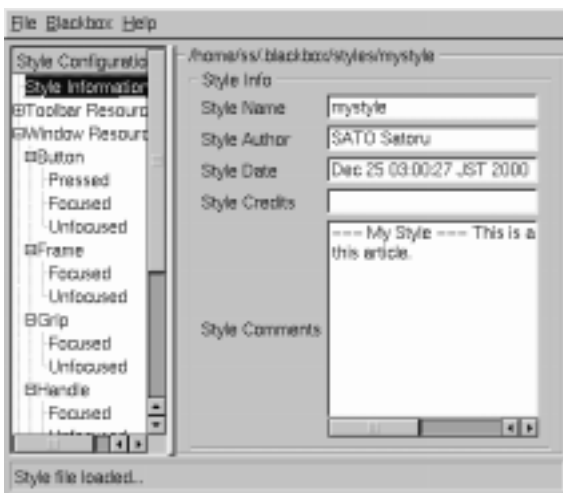 File Blackbox Help
Style Configuratio
Style Information
Toolbar Resourc
Window Resourc
Button
Pressed
Focused
Unfocused
Frame
Focused
Unfocused
Grip
Focused
Unfocused
Handle
Focused
/home/ss/.blackbox/styles/mystyle
Style Info
Style Name mystyle
Style Author SATO Satoru
Style Date Dec 25 03:00:27 JST 2000
Style Credits
Style Comments
--- My Style --- This is a
this article.
Style file loaded...